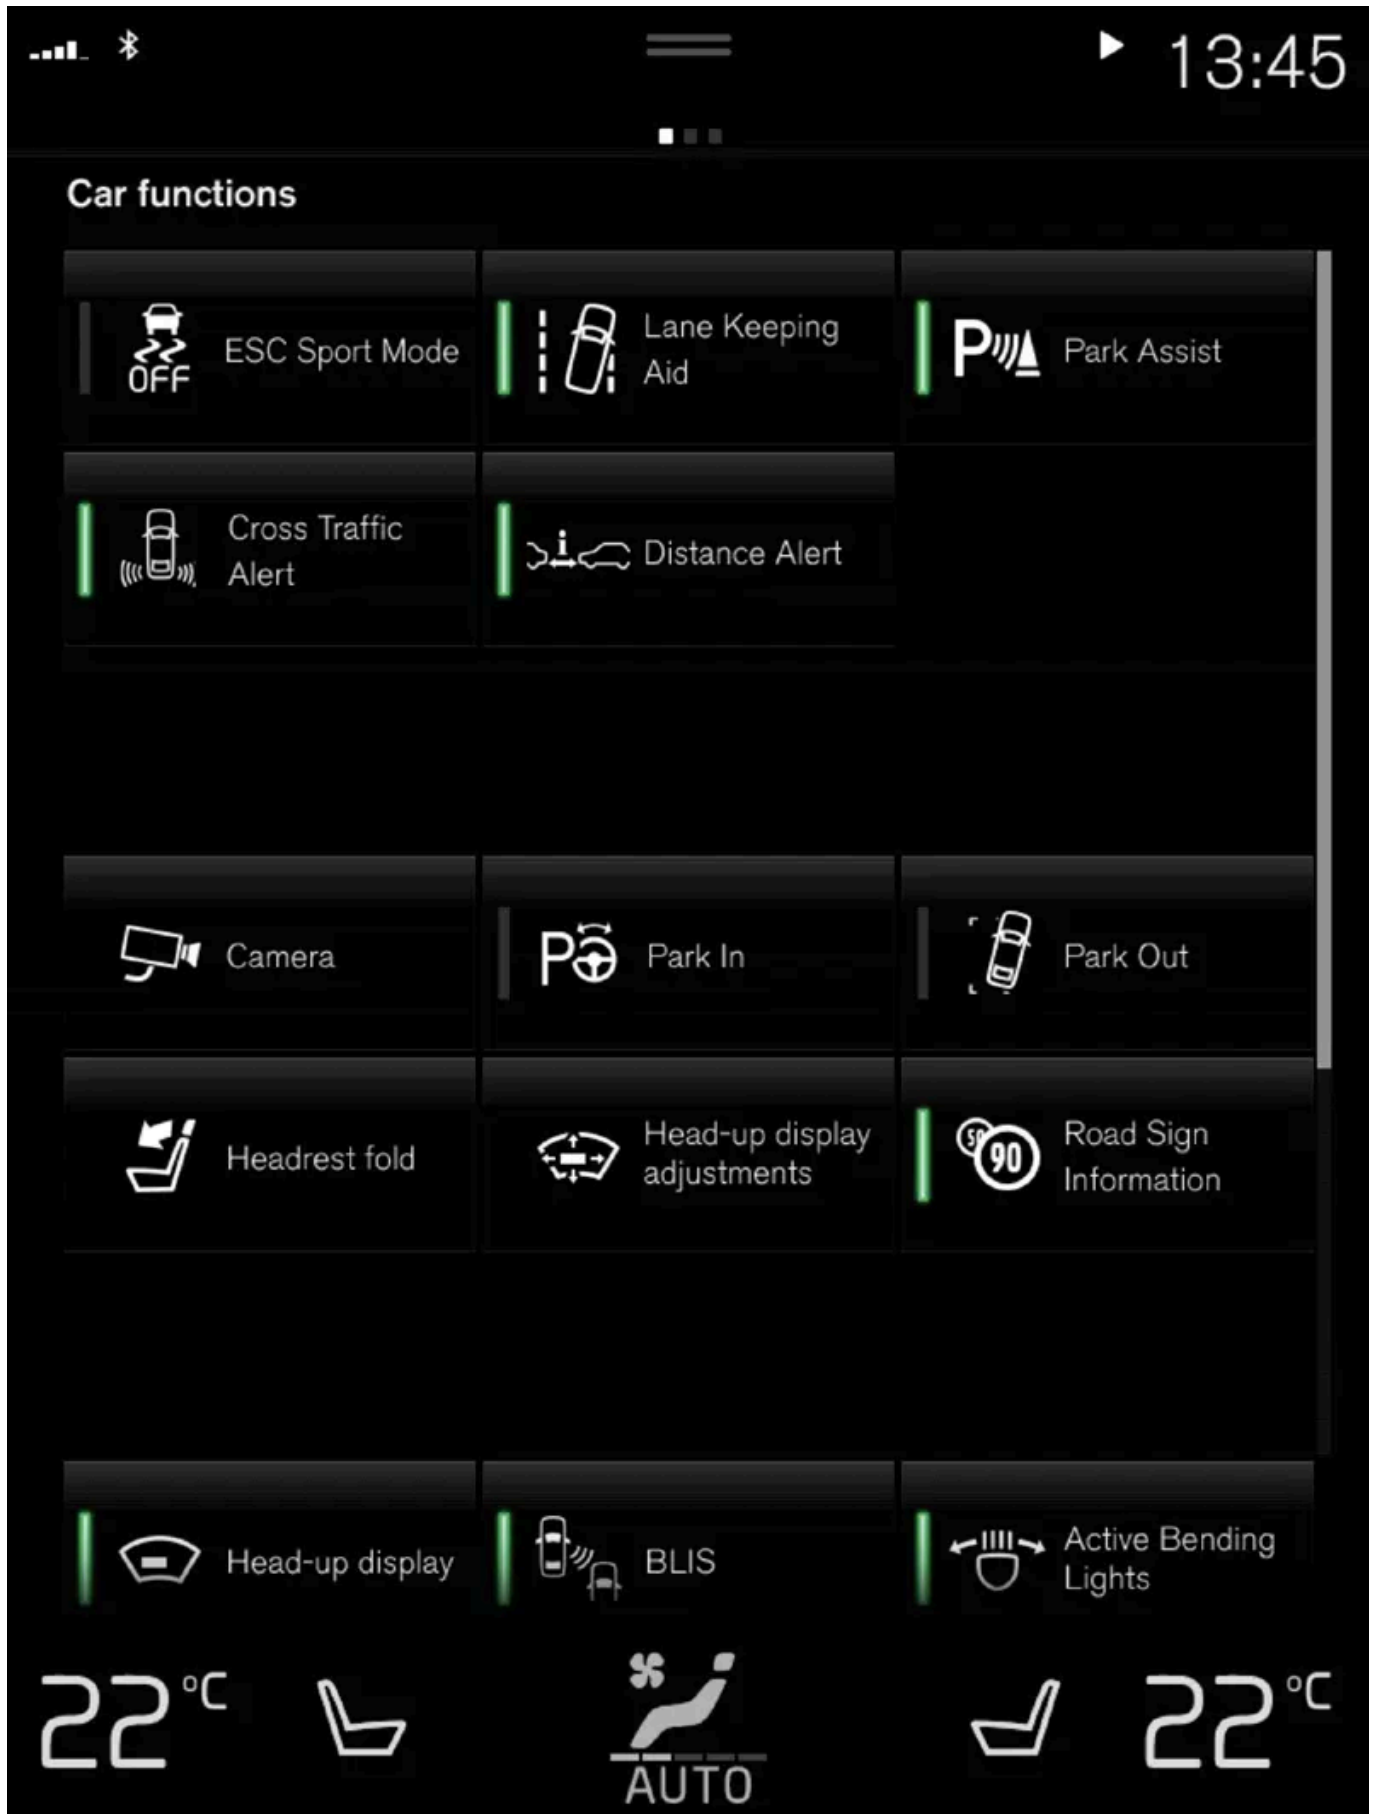 13:45
Car functions
OFF
ESC Sport Mode
Lane Keeping
Aid
P
Park Assist
Cross Traffic
Alert
i
Distance Alert
Camera
P
Park In
Park Out
Headrest fold
Head-up display
adjustments
50
90
Road Sign
Information
Head-up display
BLIS
Active Bending
Lights
22°C
22°C
AUTO